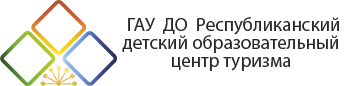 ГАУ ДО Республиканский
детский образовательный
центр туризма